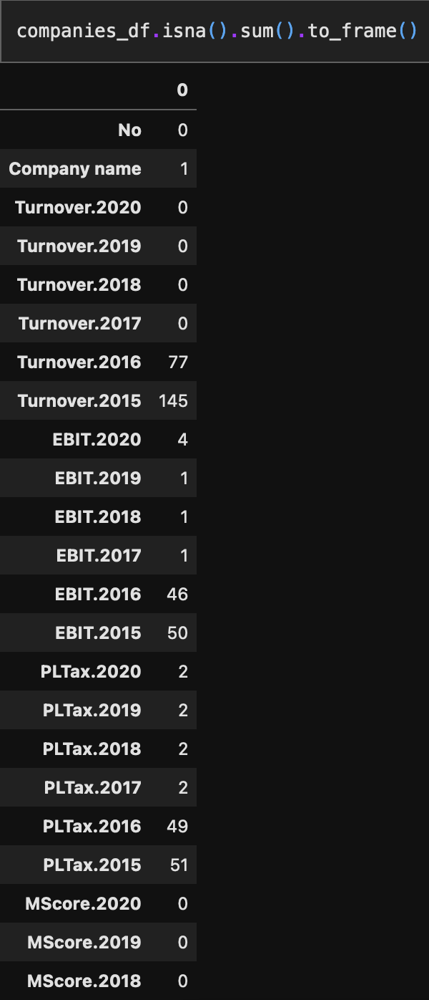 companies_df.isna().sum().to_frame()
0
No 0
Company name 1
Turnover.2020 0
Turnover.2019 0
Turnover.2018 0
Turnover.2017 0
Turnover.2016 77
Turnover.2015 145
EBIT.2020 4
EBIT.2019 1
EBIT.2018 1
EBIT.2017 1
EBIT.2016 46
EBIT.2015 50
PLTax.2020 2
PLTax.2019 2
PLTax.2018 2
PLTax.2017 2
PLTax.2016 49
PLTax.2015 51
MScore.2020 0
MScore.2019 0
MScore.2018 0